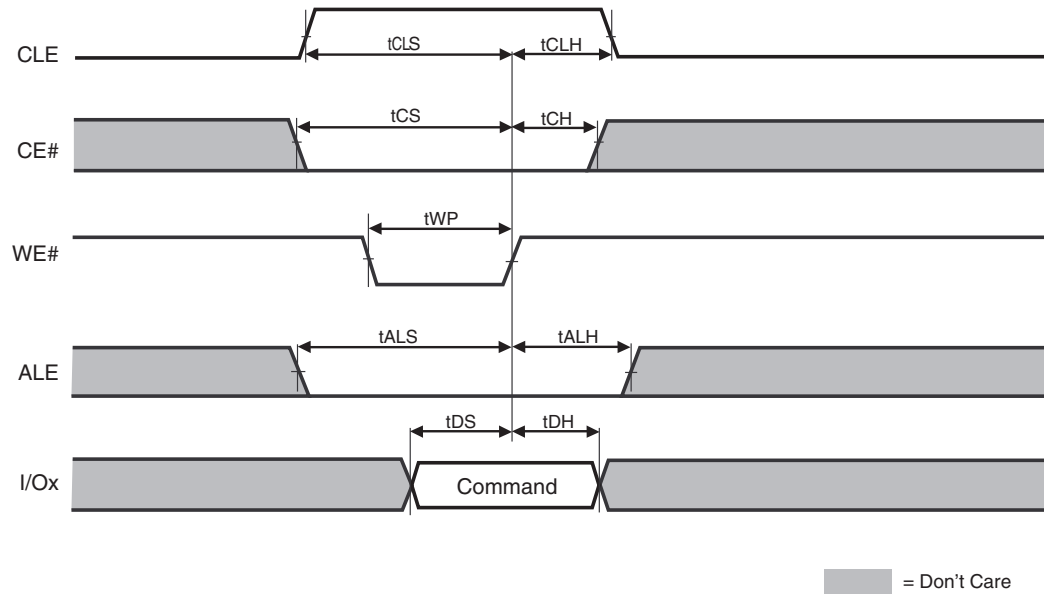 CLE
tCLS
tCLH
CE#
tCS
tCH
WE#
tWP
ALE
tALS
tALH
I/Ox
tDS
tDH
Command
= Don't Care